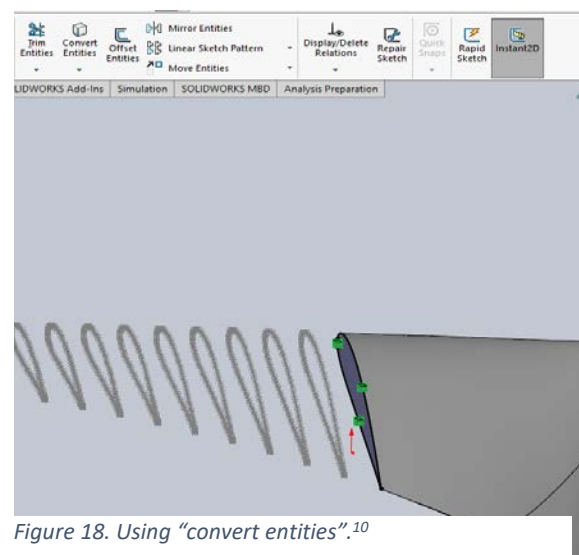 Trim Entities
Convert Entities
Offset Entities
Mirror Entities
Linear Sketch Pattern
Move Entities
Display/Delete Relations
Repair Sketch
Quick Snaps
Rapid Sketch
Instant2D
LIDWORKS Add-Ins
Simulation
SOLIDWORKS MBD
Analysis Preparation
Figure 18. Using “convert entities”.10